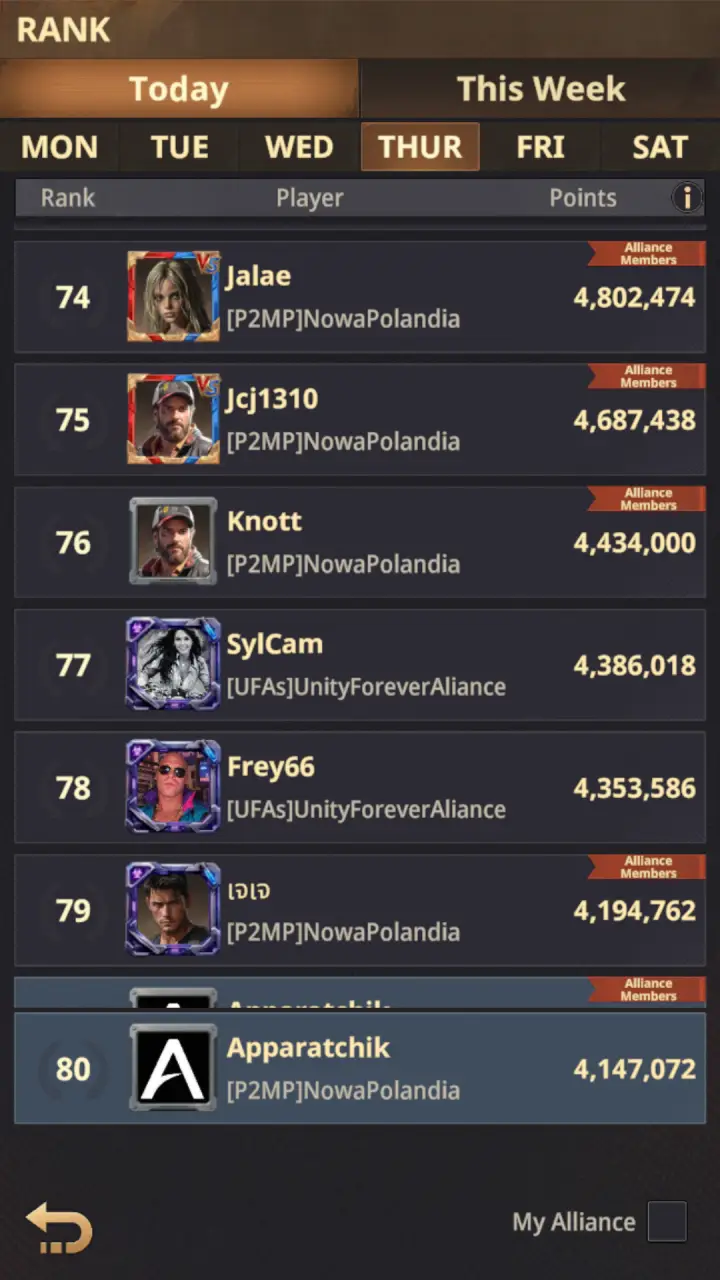 RANK
Today
This Week
MON TUE WED THUR FRI SAT
Rank Player Points i
Alliance
Members
74 Jalae 4,802,474
[P2MP]NowaPolandia
Alliance
Members
75 Jcj1310 4,687,438
[P2MP]NowaPolandia
Alliance
Members
76 Knott 4,434,000
[P2MP]NowaPolandia
77 SylCam 4,386,018
[UFAs]UnityForeverAlliance
78 Frey66 4,353,586
[UFAs]UnityForeverAlliance
Alliance
Members
79 เจเจ 4,194,762
[P2MP]NowaPolandia
Alliance
Members
Apparatchik
80 Apparatchik 4,147,072
[P2MP]NowaPolandia
My Alliance